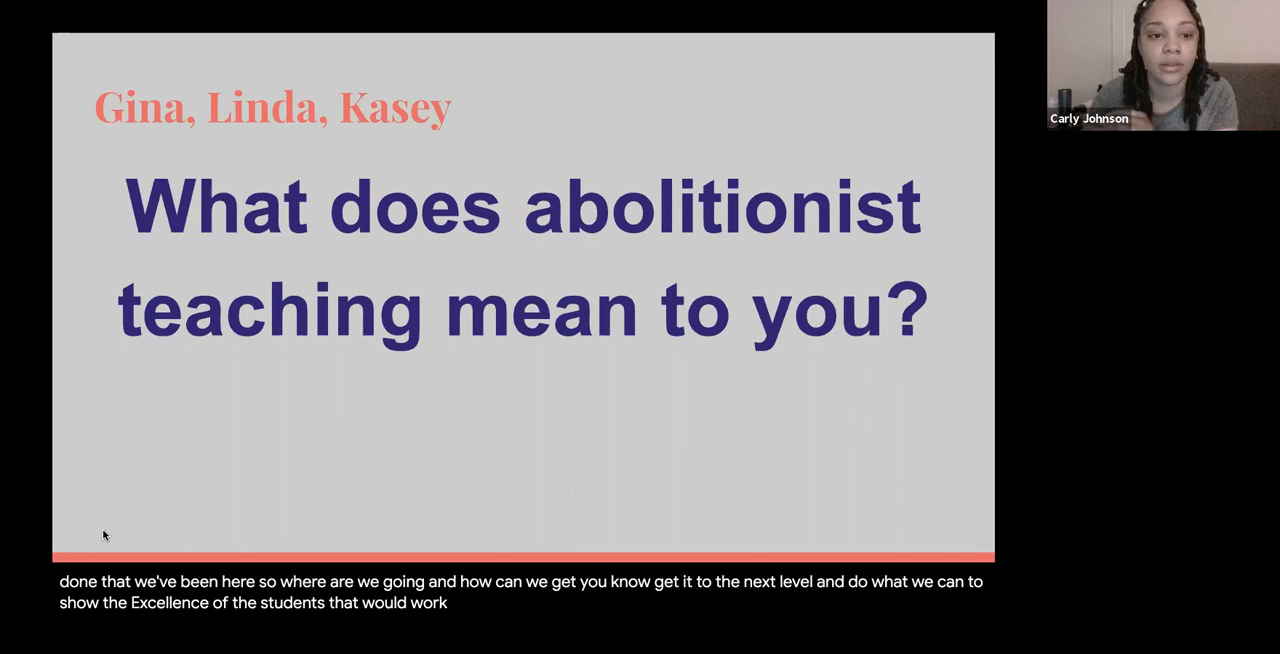 Gina, Linda, Kasey
What does abolitionist
teaching mean to you?
Carly Johnson
done that we've been here so where are we going and how can we get you know get it to the next level and do what we can to
show the Excellence of the students that would work